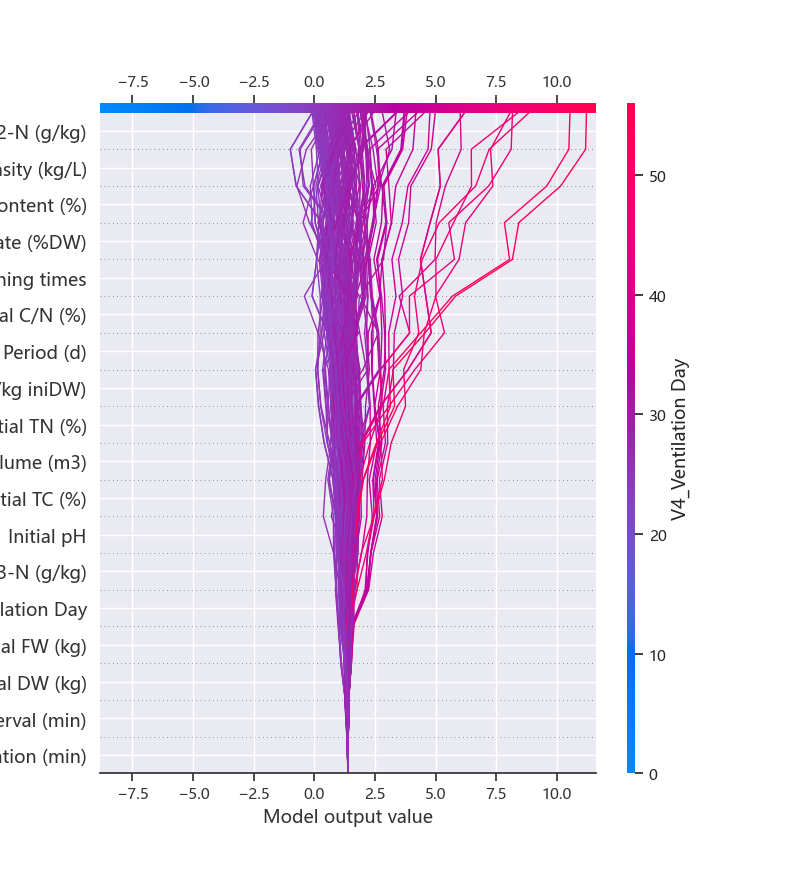 −7.5 −5.0 −2.5 0.0 2.5 5.0 7.5 10.0
2-N (g/kg)
sity (kg/L)
ontent (%)
ate (%DW)
ning times
al C/N (%)
Period (d)
/kg iniDW)
tial TN (%)
lume (m3)
tial TC (%)
Initial pH
3-N (g/kg)
lation Day
al FW (kg)
al DW (kg)
erval (min)
ation (min)
−7.5 −5.0 −2.5 0.0 2.5 5.0 7.5 10.0
Model output value
50
40
30
20
10
0
V4_Ventilation Day